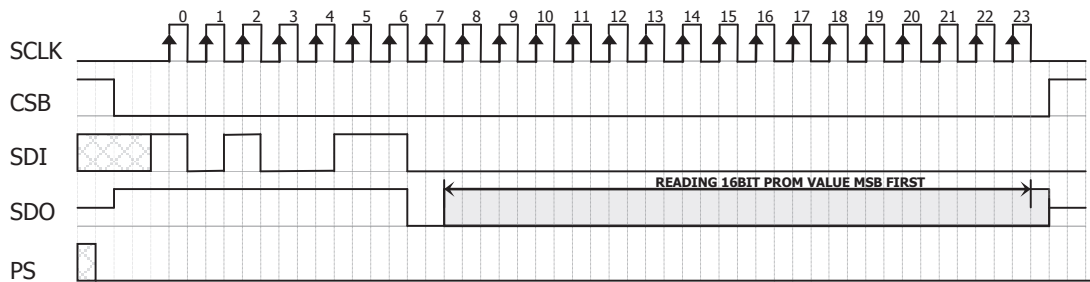 0 1 2 3 4 5 6 7 8 9 10 11 12 13 14 15 16 17 18 19 20 21 22 23
SCLK
CSB
SDI
READING 16BIT PROM VALUE MSB FIRST
SDO
PS